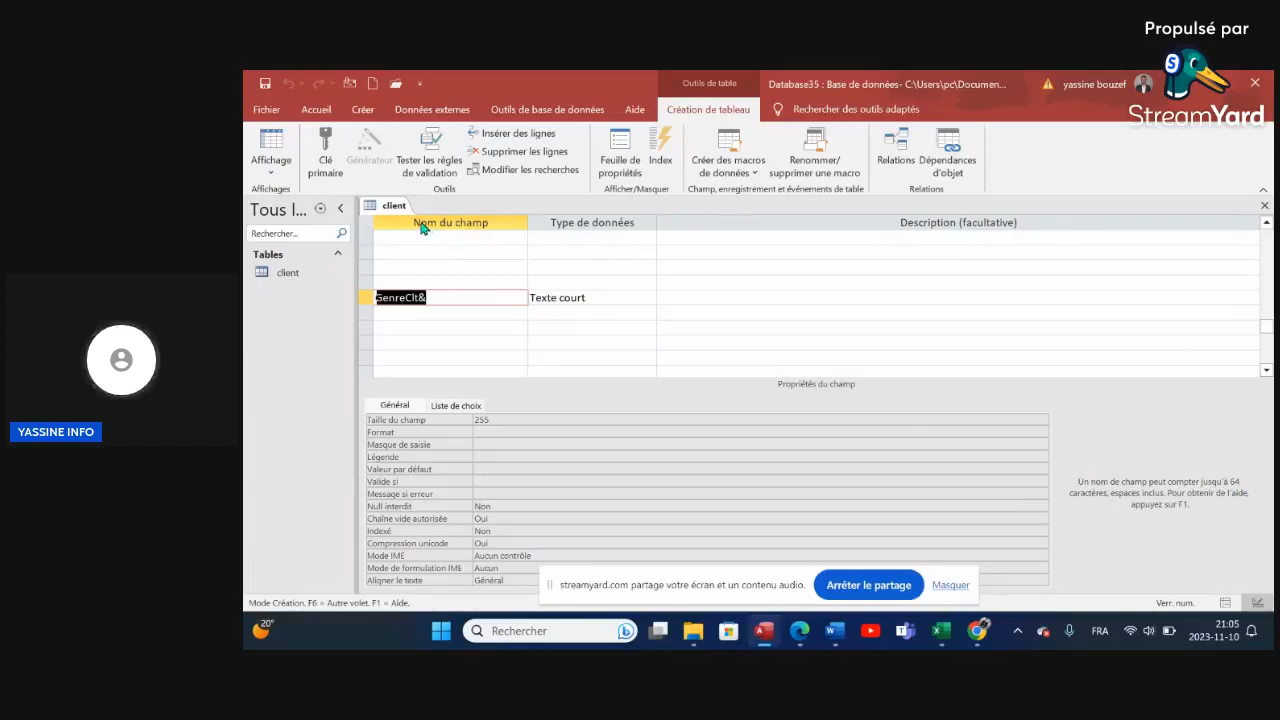 Propulsé par
StreamYard
Outils de table
Database35 : Base de données- C:\Users\pc\Documen...
yassine bouzef
Fichier
Accueil
Créer
Données externes
Outils de base de données
Aide
Création de tableau
Rechercher des outils adaptés
Affichage
Clé primaire
Générateur
Tester les règles de validation
Insérer des lignes
Supprimer les lignes
Modifier les recherches
Feuille de propriétés
Index
Créer des macros de données
Renommer/ supprimer une macro
Relations
Dépendances d'objet
Affichages
Outils
Afficher/Masquer
Champ, enregistrement et événements de table
Relations
Tous l...
client
Rechercher...
Nom du champ
Type de données
Description (facultative)
Tables
client
GenreClt&
Texte court
Propriétés du champ
Général
Liste de choix
Taille du champ 255
Format
Masque de saisie
Légende
Valeur par défaut
Valide si
Message si erreur
Null interdit Non
Chaîne vide autorisée Oui
Indexé Non
Compression unicode Oui
Mode IME Aucun contrôle
Mode de formulation IME Aucun
Aligner le texte Général
Un nom de champ peut compter jusqu'à 64
caractères, espaces inclus. Pour obtenir de l'aide,
appuyez sur F1.
YASSINE INFO
streamyard.com partage votre écran et un contenu audio.
Arrêter le partage
Masquer
Mode Création. F6 = Autre volet. F1 = Aide.
Verr. num.
20°
Rechercher
FRA
21:05
2023-11-10